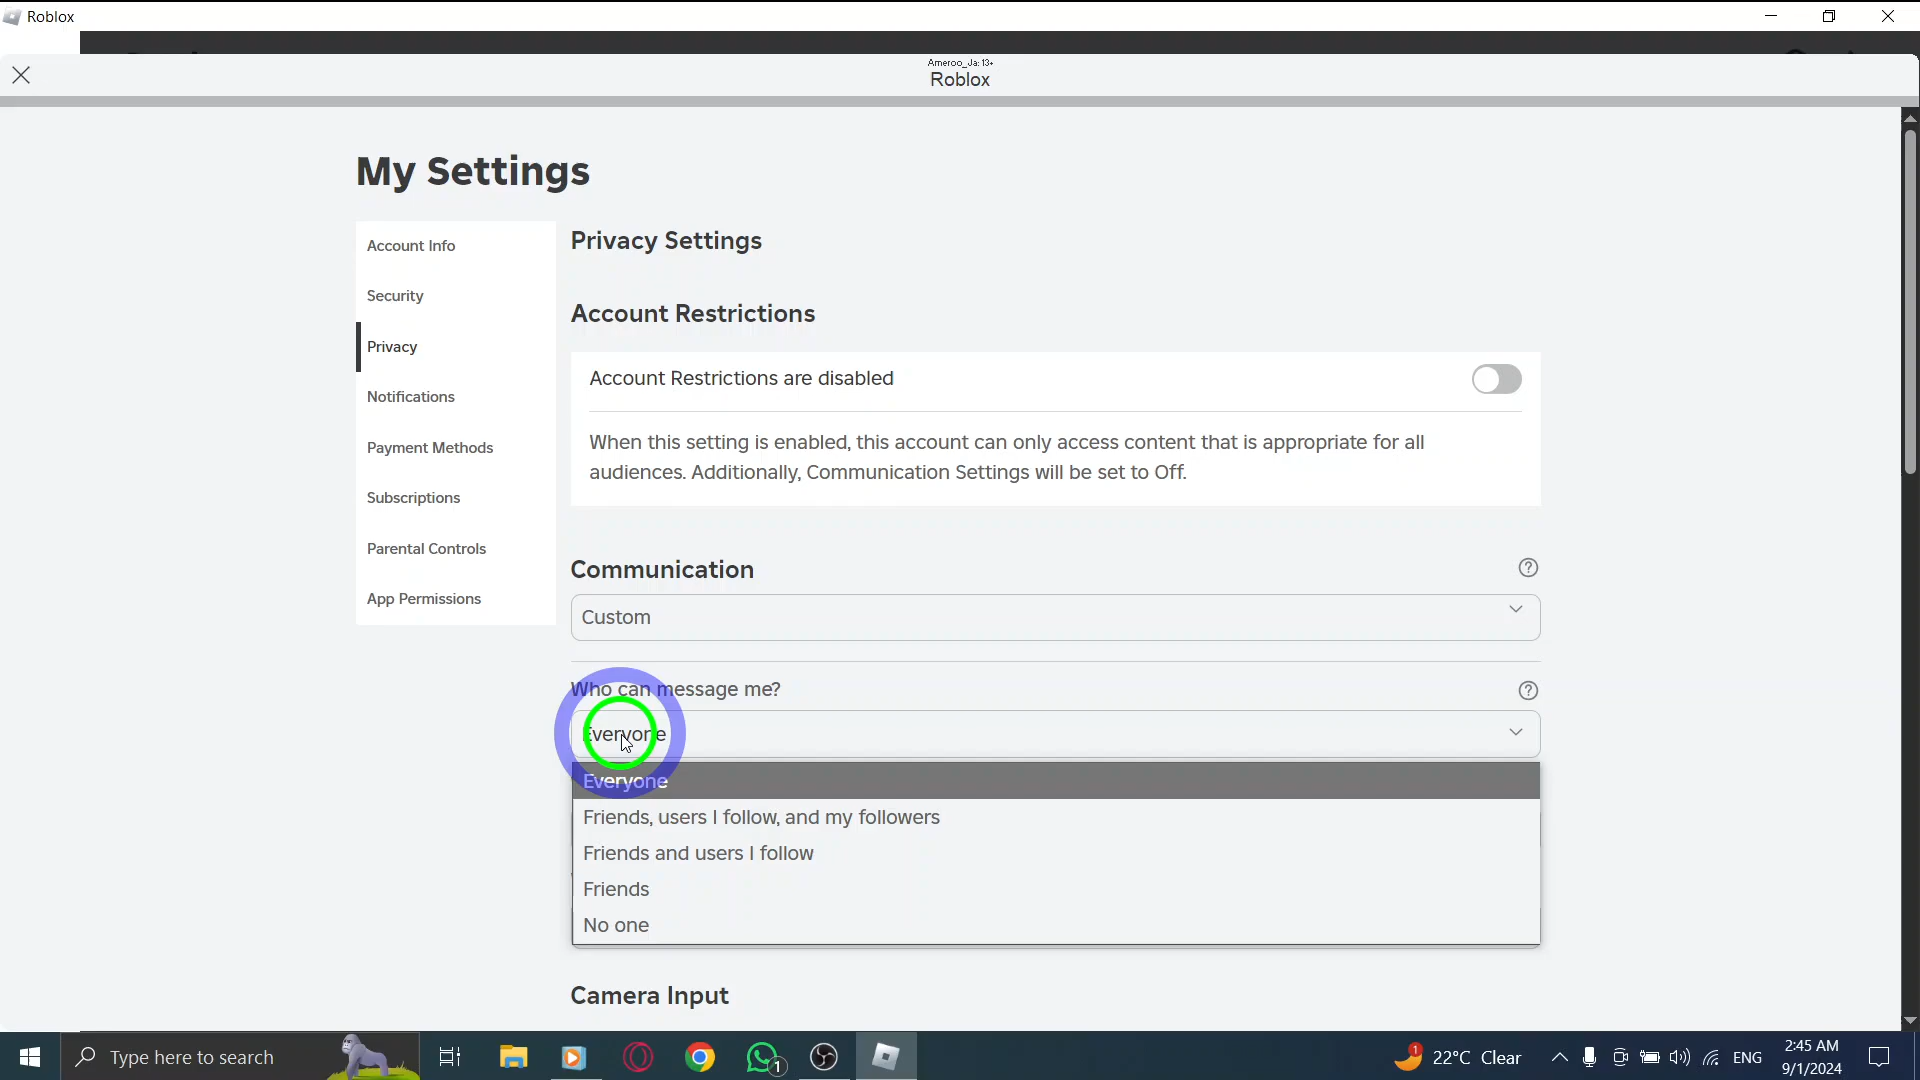 Roblox
Ameroo_Ja: 13+
Roblox
My Settings
Account Info
Security
Privacy
Notifications
Payment Methods
Subscriptions
Parental Controls
App Permissions
Privacy Settings
Account Restrictions
Account Restrictions are disabled
When this setting is enabled, this account can only access content that is appropriate for all
audiences. Additionally, Communication Settings will be set to Off.
Communication
Custom
Who can message me?
Everyone
Everyone
Friends, users I follow, and my followers
Friends and users I follow
Friends
No one
Camera Input
Type here to search
1
1
22°C Clear
ENG
2:45 AM
9/1/2024